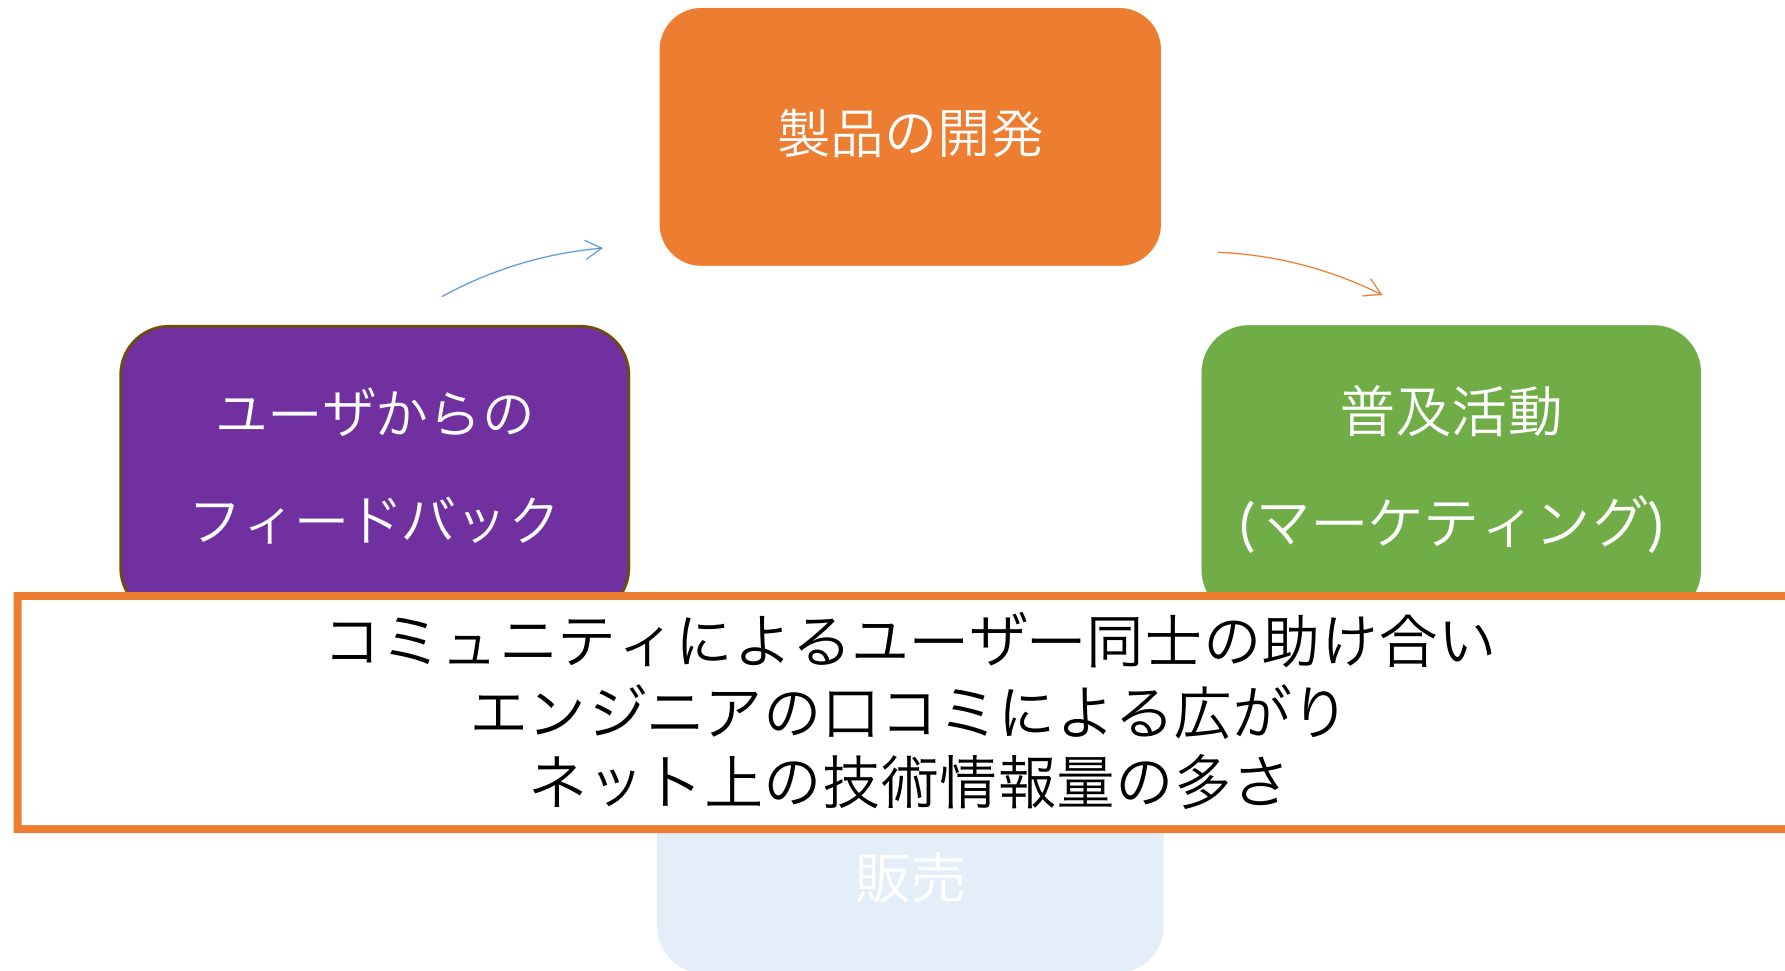 製品の開発
ユーザからの
フィードバック
普及活動
(マーケティング)
コミュニティによるユーザー同士の助け合い
エンジニアの口コミによる広がり
ネット上の技術情報量の多さ
販売